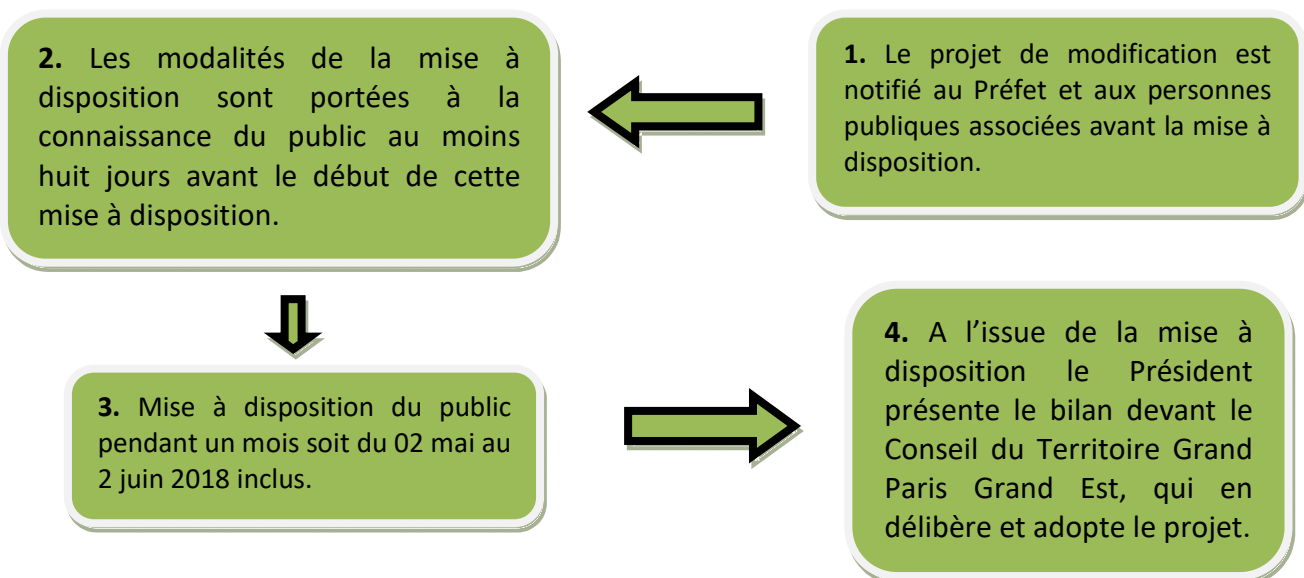 1. Le projet de modification est
notifié au Préfet et aux personnes
publiques associées avant la mise à
disposition.
2. Les modalités de la mise à
disposition sont portées à la
connaissance du public au moins
huit jours avant le début de cette
mise à disposition.
3. Mise à disposition du public
pendant un mois soit du 02 mai au
2 juin 2018 inclus.
4. A l’issue de la mise à
disposition le Président
présente le bilan devant le
Conseil du Territoire Grand
Paris Grand Est, qui en
délibère et adopte le projet.